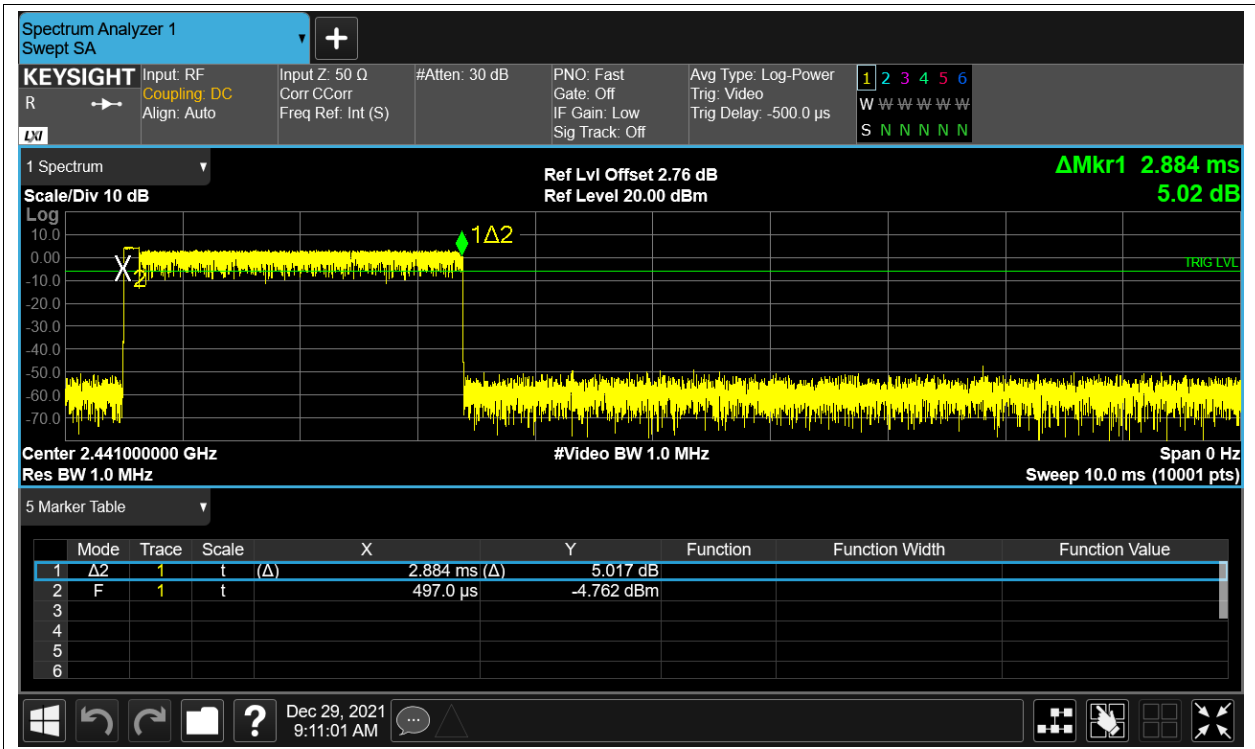 Spectrum Analyzer 1
Swept SA
KEYSIGHT Input: RF Input Z: 50 Ω #Atten: 30 dB PNO: Fast Avg Type: Log-Power 1 2 3 4 5 6
R Coupling: DC Corr CCorr Gate: Off Trig: Video W W W W W W
Align: Auto Freq Ref: Int (S) IF Gain: Low Trig Delay: -500.0 µs
LXI Sig Track: Off S N N N N N
1 Spectrum Ref Lvl Offset 2.76 dB ΔMkr1 2.884 ms
Scale/Div 10 dB Ref Level 20.00 dBm 5.02 dB
Log
10.0 1Δ2
0.00 TRIG LVL
-10.0 X 2
-20.0
-30.0
-40.0
-50.0
-60.0
-70.0
Center 2.441000000 GHz #Video BW 1.0 MHz Span 0 Hz
Res BW 1.0 MHz Sweep 10.0 ms (10001 pts)
5 Marker Table
Mode Trace Scale X Y Function Function Width Function Value
1 Δ2 1 t (Δ) 2.884 ms (Δ) 5.017 dB
2 F 1 t 497.0 µs -4.762 dBm
3
4
5
6
? Dec 29, 2021
9:11:01 AM